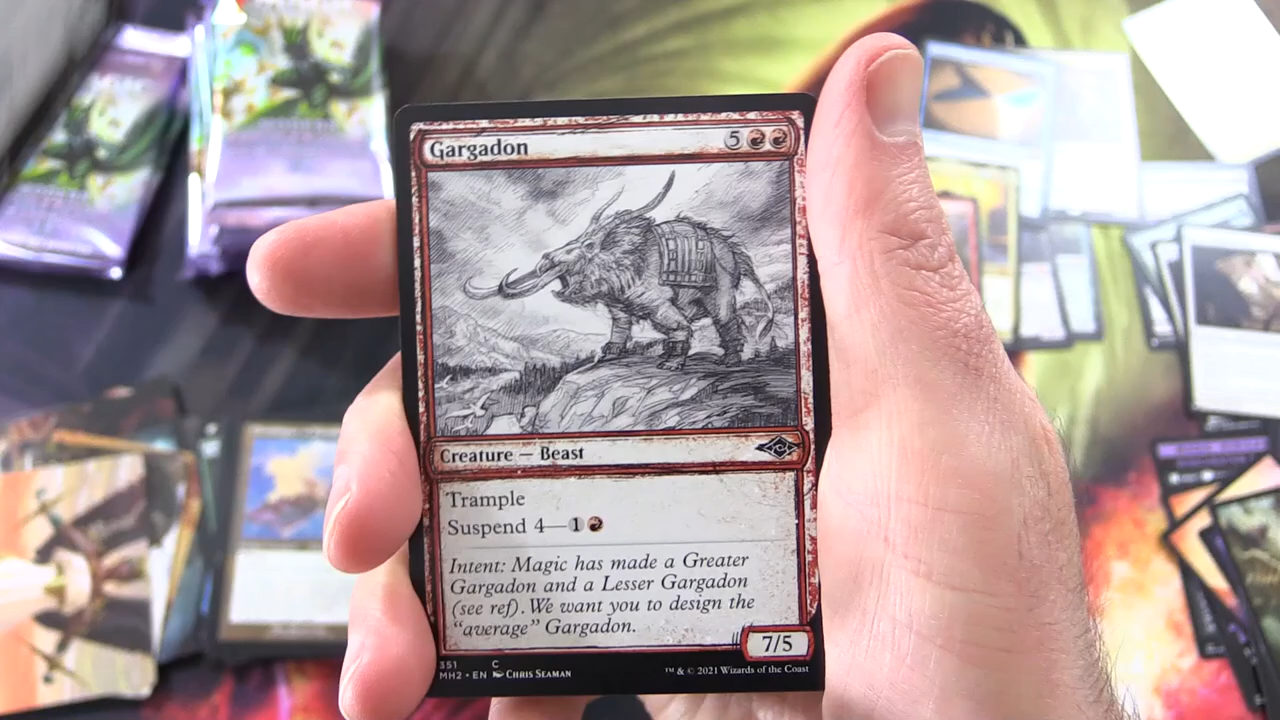 Gargadon 5
Creature — Beast
Trample
Suspend 4—1
Intent: Magic has made a Greater
Gargadon and a Lesser Gargadon
(see ref). We want you to design the
“average” Gargadon.
7/5
351 C
MH2 • EN CHRIS SEAMAN
™ & © 2021 Wizards of the Coast